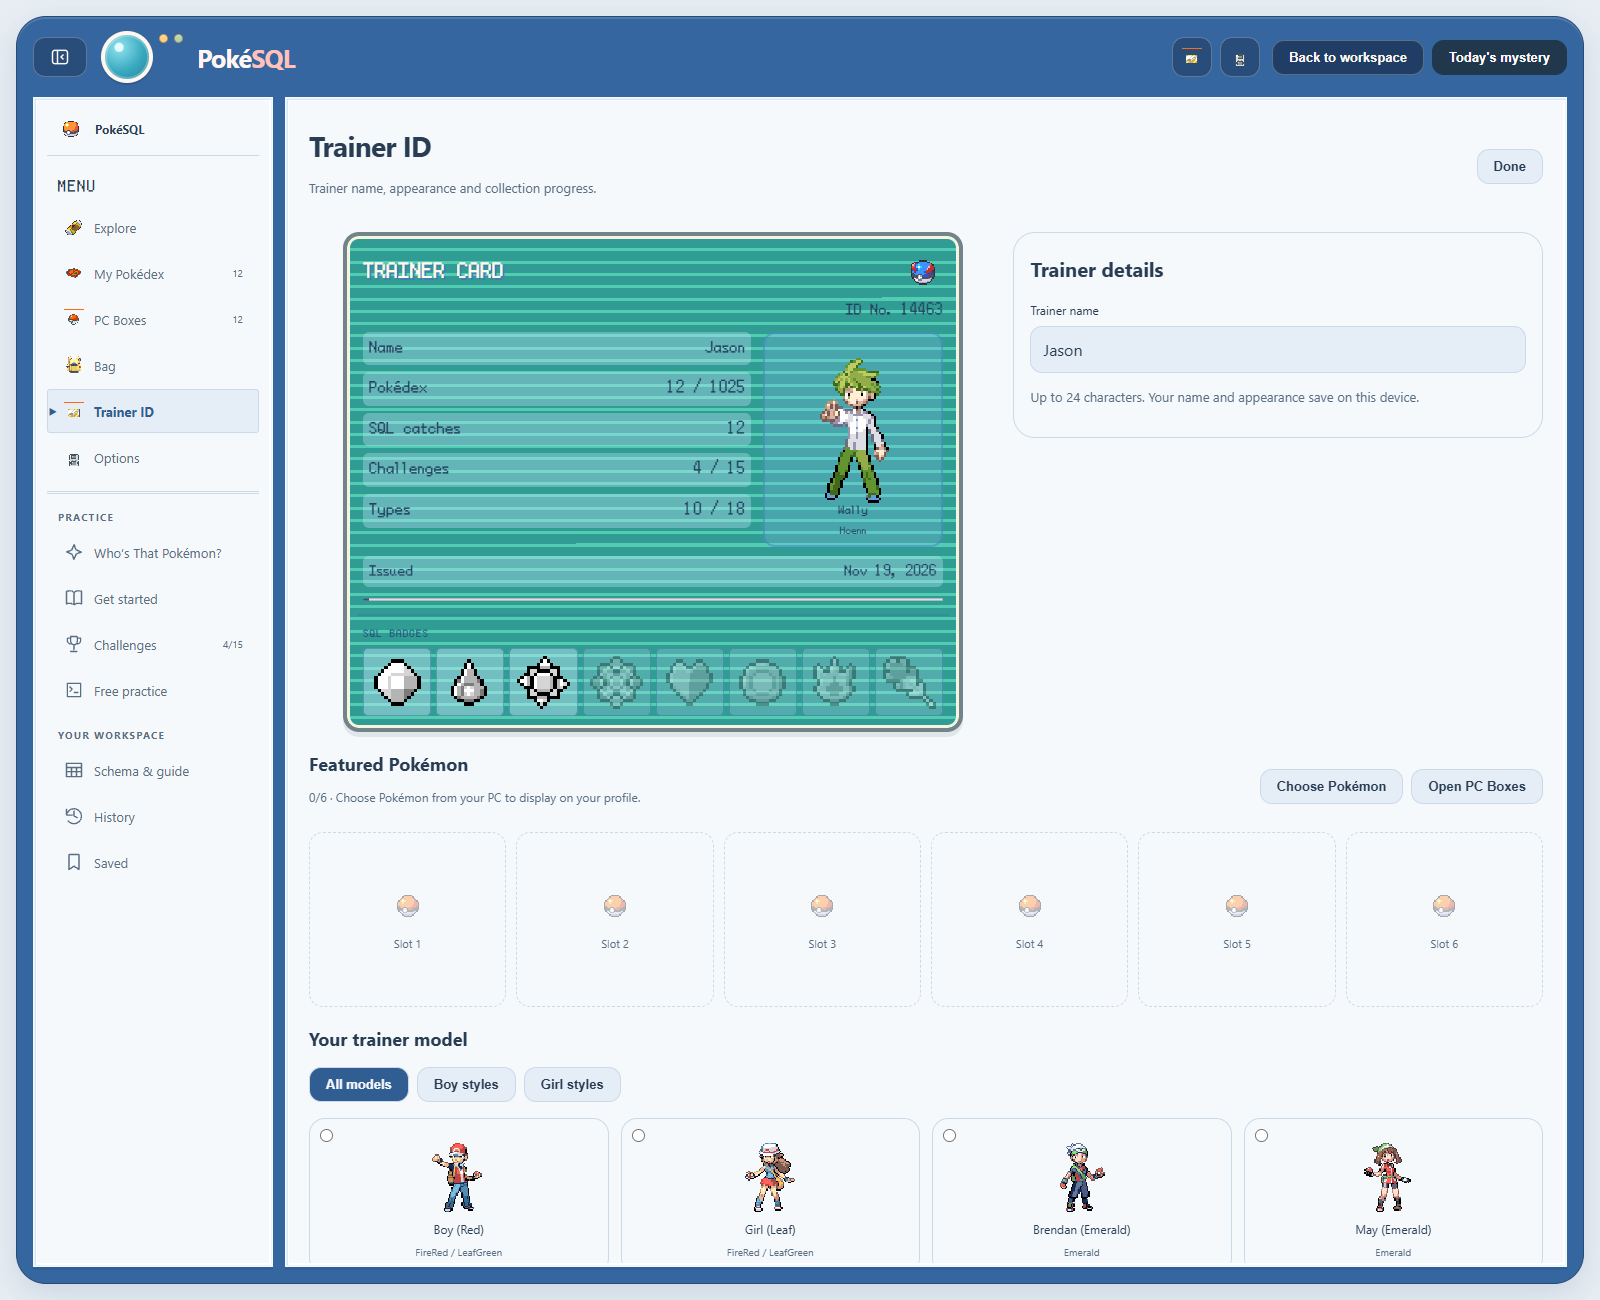 PokéSQL
Back to workspace
Today's mystery
PokéSQL
MENU
Explore
My Pokédex 12
PC Boxes 12
Bag
Trainer ID
Options
PRACTICE
Who's That Pokémon?
Get started
Challenges 4/15
Free practice
YOUR WORKSPACE
Schema & guide
History
Saved
Trainer ID
Trainer name, appearance and collection progress.
Done
TRAINER CARD
ID No. 14463
Name Jason
Pokédex 12 / 1025
SQL catches 12
Challenges 4 / 15
Types 10 / 18
Wally
Hoenn
Issued Nov 19, 2026
SQL BADGES
Trainer details
Trainer name
Jason
Up to 24 characters. Your name and appearance save on this device.
Featured Pokémon
0/6 · Choose Pokémon from your PC to display on your profile.
Choose Pokémon
Open PC Boxes
Slot 1
Slot 2
Slot 3
Slot 4
Slot 5
Slot 6
Your trainer model
All models
Boy styles
Girl styles
Boy (Red)
FireRed / LeafGreen
Girl (Leaf)
FireRed / LeafGreen
Brendan (Emerald)
Emerald
May (Emerald)
Emerald